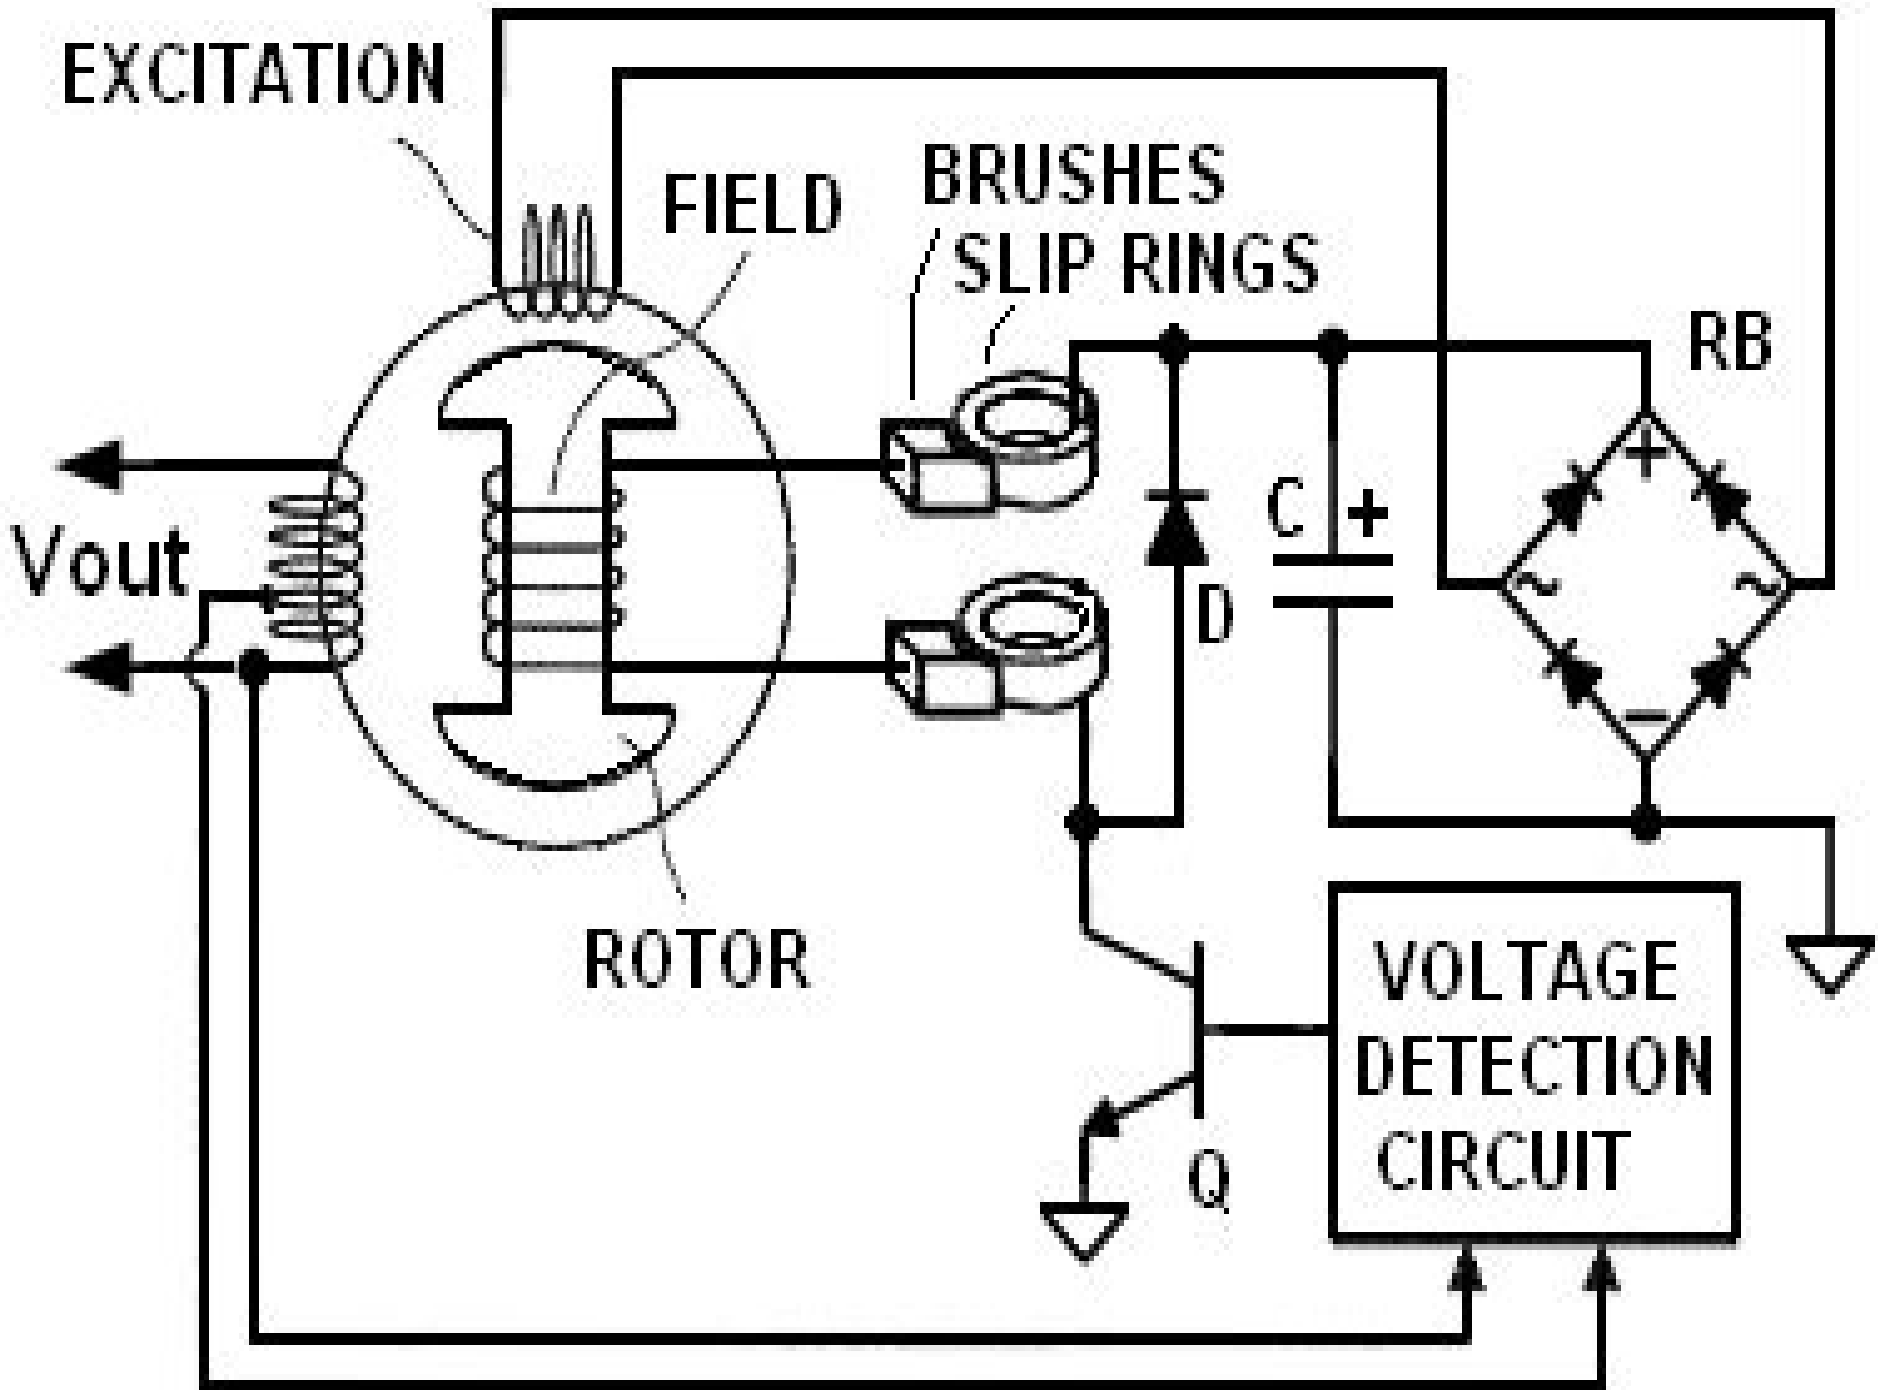 EXCITATION
FIELD
BRUSHES
SLIP RINGS
RB
+
C +
Vout
~ ~
D
−
ROTOR
VOLTAGE
DETECTION
CIRCUIT
Q